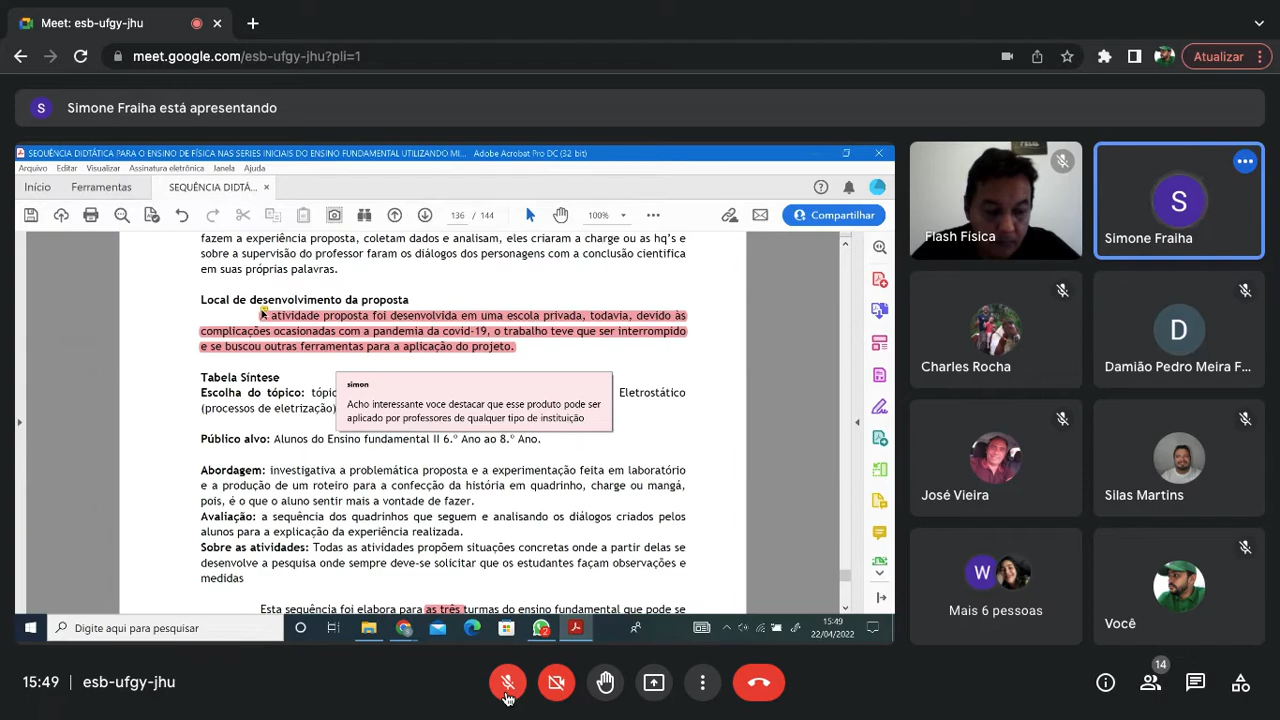 Meet: esb-ufgy-jhu
meet.google.com/esb-ufgy-jhu?pli=1
Atualizar
S
Simone Fraiha está apresentando
SEQUÊNCIA DIDTÁTICA PARA O ENSINO DE FÍSICA NAS SERIES INICIAIS DO ENSINO FUNDAMENTAL UTILIZANDO MI... - Adobe Acrobat Pro DC (32 bit)
Arquivo Editar Visualizar Assinatura eletrônica Janela Ajuda
Início Ferramentas SEQUÊNCIA DIDTÁ... ×
136 / 144 100% Compartilhar
fazem a experiência proposta, coletam dados e analisam, eles criaram a charge ou as hq's e
sobre a supervisão do professor faram os diálogos dos personagens com a conclusão cientifica
em suas próprias palavras.
Local de desenvolvimento da proposta
atividade proposta foi desenvolvida em uma escola privada, todavia, devido às
complicações ocasionadas com a pandemia da covid-19, o trabalho teve que ser interrompido
e se buscou outras ferramentas para a aplicação do projeto.
Tabela Síntese
Escolha do tópico: tópic Eletrostático
(processos de eletrização)
simon
Acho interessante voce destacar que esse produto pode ser
aplicado por professores de qualquer tipo de instituição
Público alvo: Alunos do Ensino fundamental II 6.º Ano ao 8.º Ano.
Abordagem: investigativa a problemática proposta e a experimentação feita em laboratório
e a produção de um roteiro para a confecção da história em quadrinho, charge ou mangá,
pois, é o que o aluno sentir mais a vontade de fazer.
Avaliação: a sequência dos quadrinhos que seguem e analisando os diálogos criados pelos
alunos para a explicação da experiência realizada.
Sobre as atividades: Todas as atividades propõem situações concretas onde a partir delas se
desenvolve a pesquisa onde sempre deve-se solicitar que os estudantes façam observações e
medidas
Esta sequência foi elabora para as três turmas do ensino fundamental que pode se
Digite aqui para pesquisar
15:49
22/04/2022
Flash Física
S
Simone Fraiha
Charles Rocha
D
Damião Pedro Meira F...
José Vieira
Silas Martins
W
Mais 6 pessoas
Você
15:49 | esb-ufgy-jhu
14